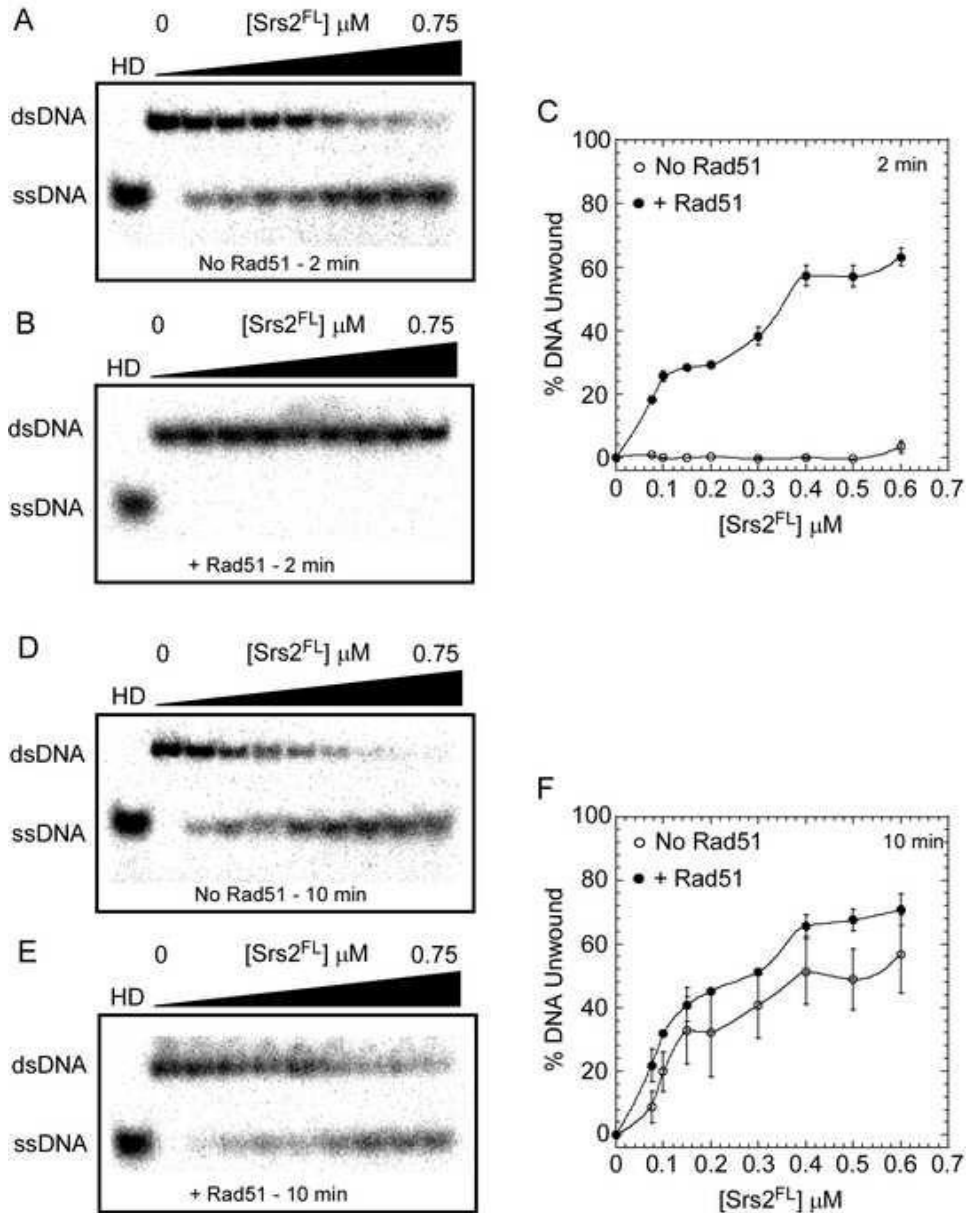 A
0 [Srs2FL] μM 0.75
HD
dsDNA
ssDNA
No Rad51 - 2 min
B
0 [Srs2FL] μM 0.75
HD
dsDNA
ssDNA
+ Rad51 - 2 min
C
100
80
60
40
20
0
% DNA Unwound
No Rad51
+ Rad51
2 min
0 0.1 0.2 0.3 0.4 0.5 0.6 0.7
[Srs2FL] μM
D
0 [Srs2FL] μM 0.75
HD
dsDNA
ssDNA
No Rad51 - 10 min
E
0 [Srs2FL] μM 0.75
HD
dsDNA
ssDNA
+ Rad51 - 10 min
F
100
80
60
40
20
0
% DNA Unwound
No Rad51
+ Rad51
10 min
0 0.1 0.2 0.3 0.4 0.5 0.6 0.7
[Srs2FL] μM